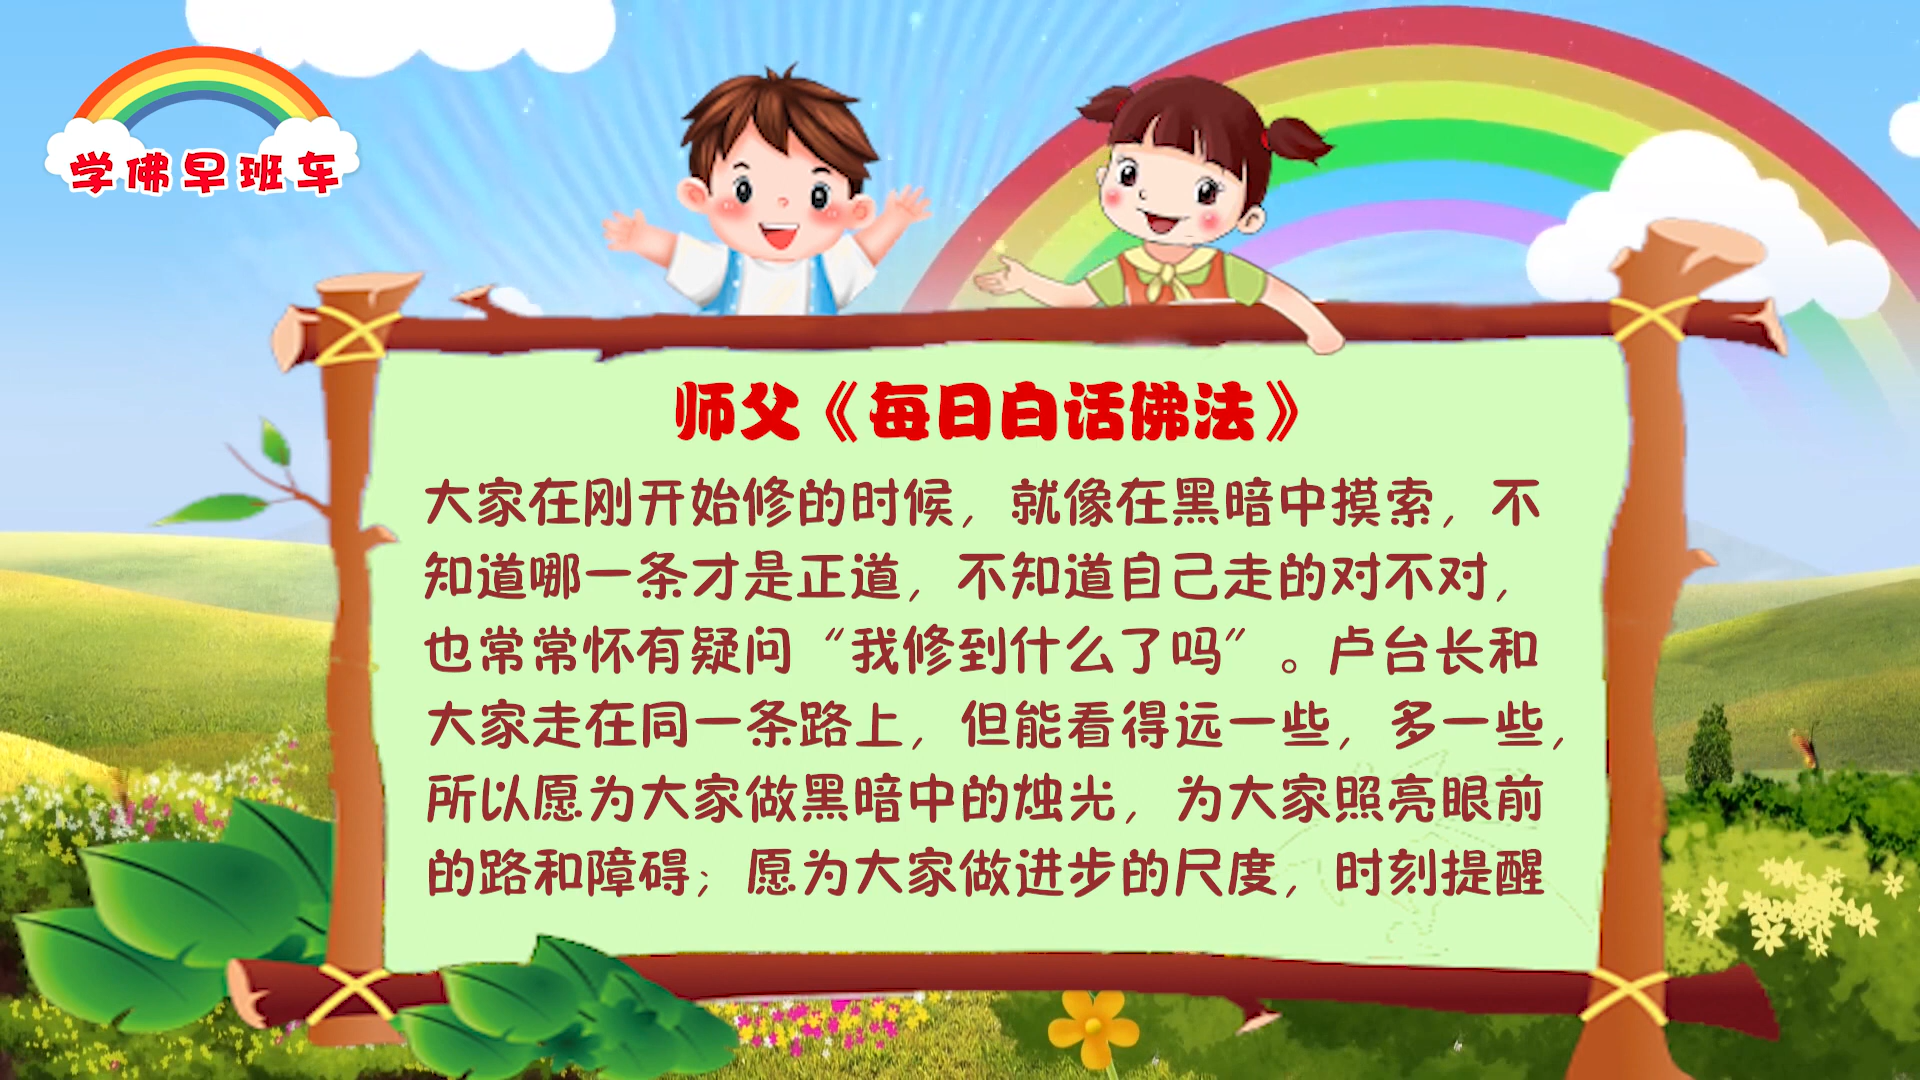 学佛早班车
师父《每日白话佛法》
大家在刚开始修的时候，就像在黑暗中摸索，不
知道哪一条才是正道，不知道自己走的对不对，
也常常怀有疑问“我修到什么了吗”。卢台长和
大家走在同一条路上，但能看得远一些，多一些，
所以愿为大家做黑暗中的烛光，为大家照亮眼前
的路和障碍；愿为大家做进步的尺度，时刻提醒